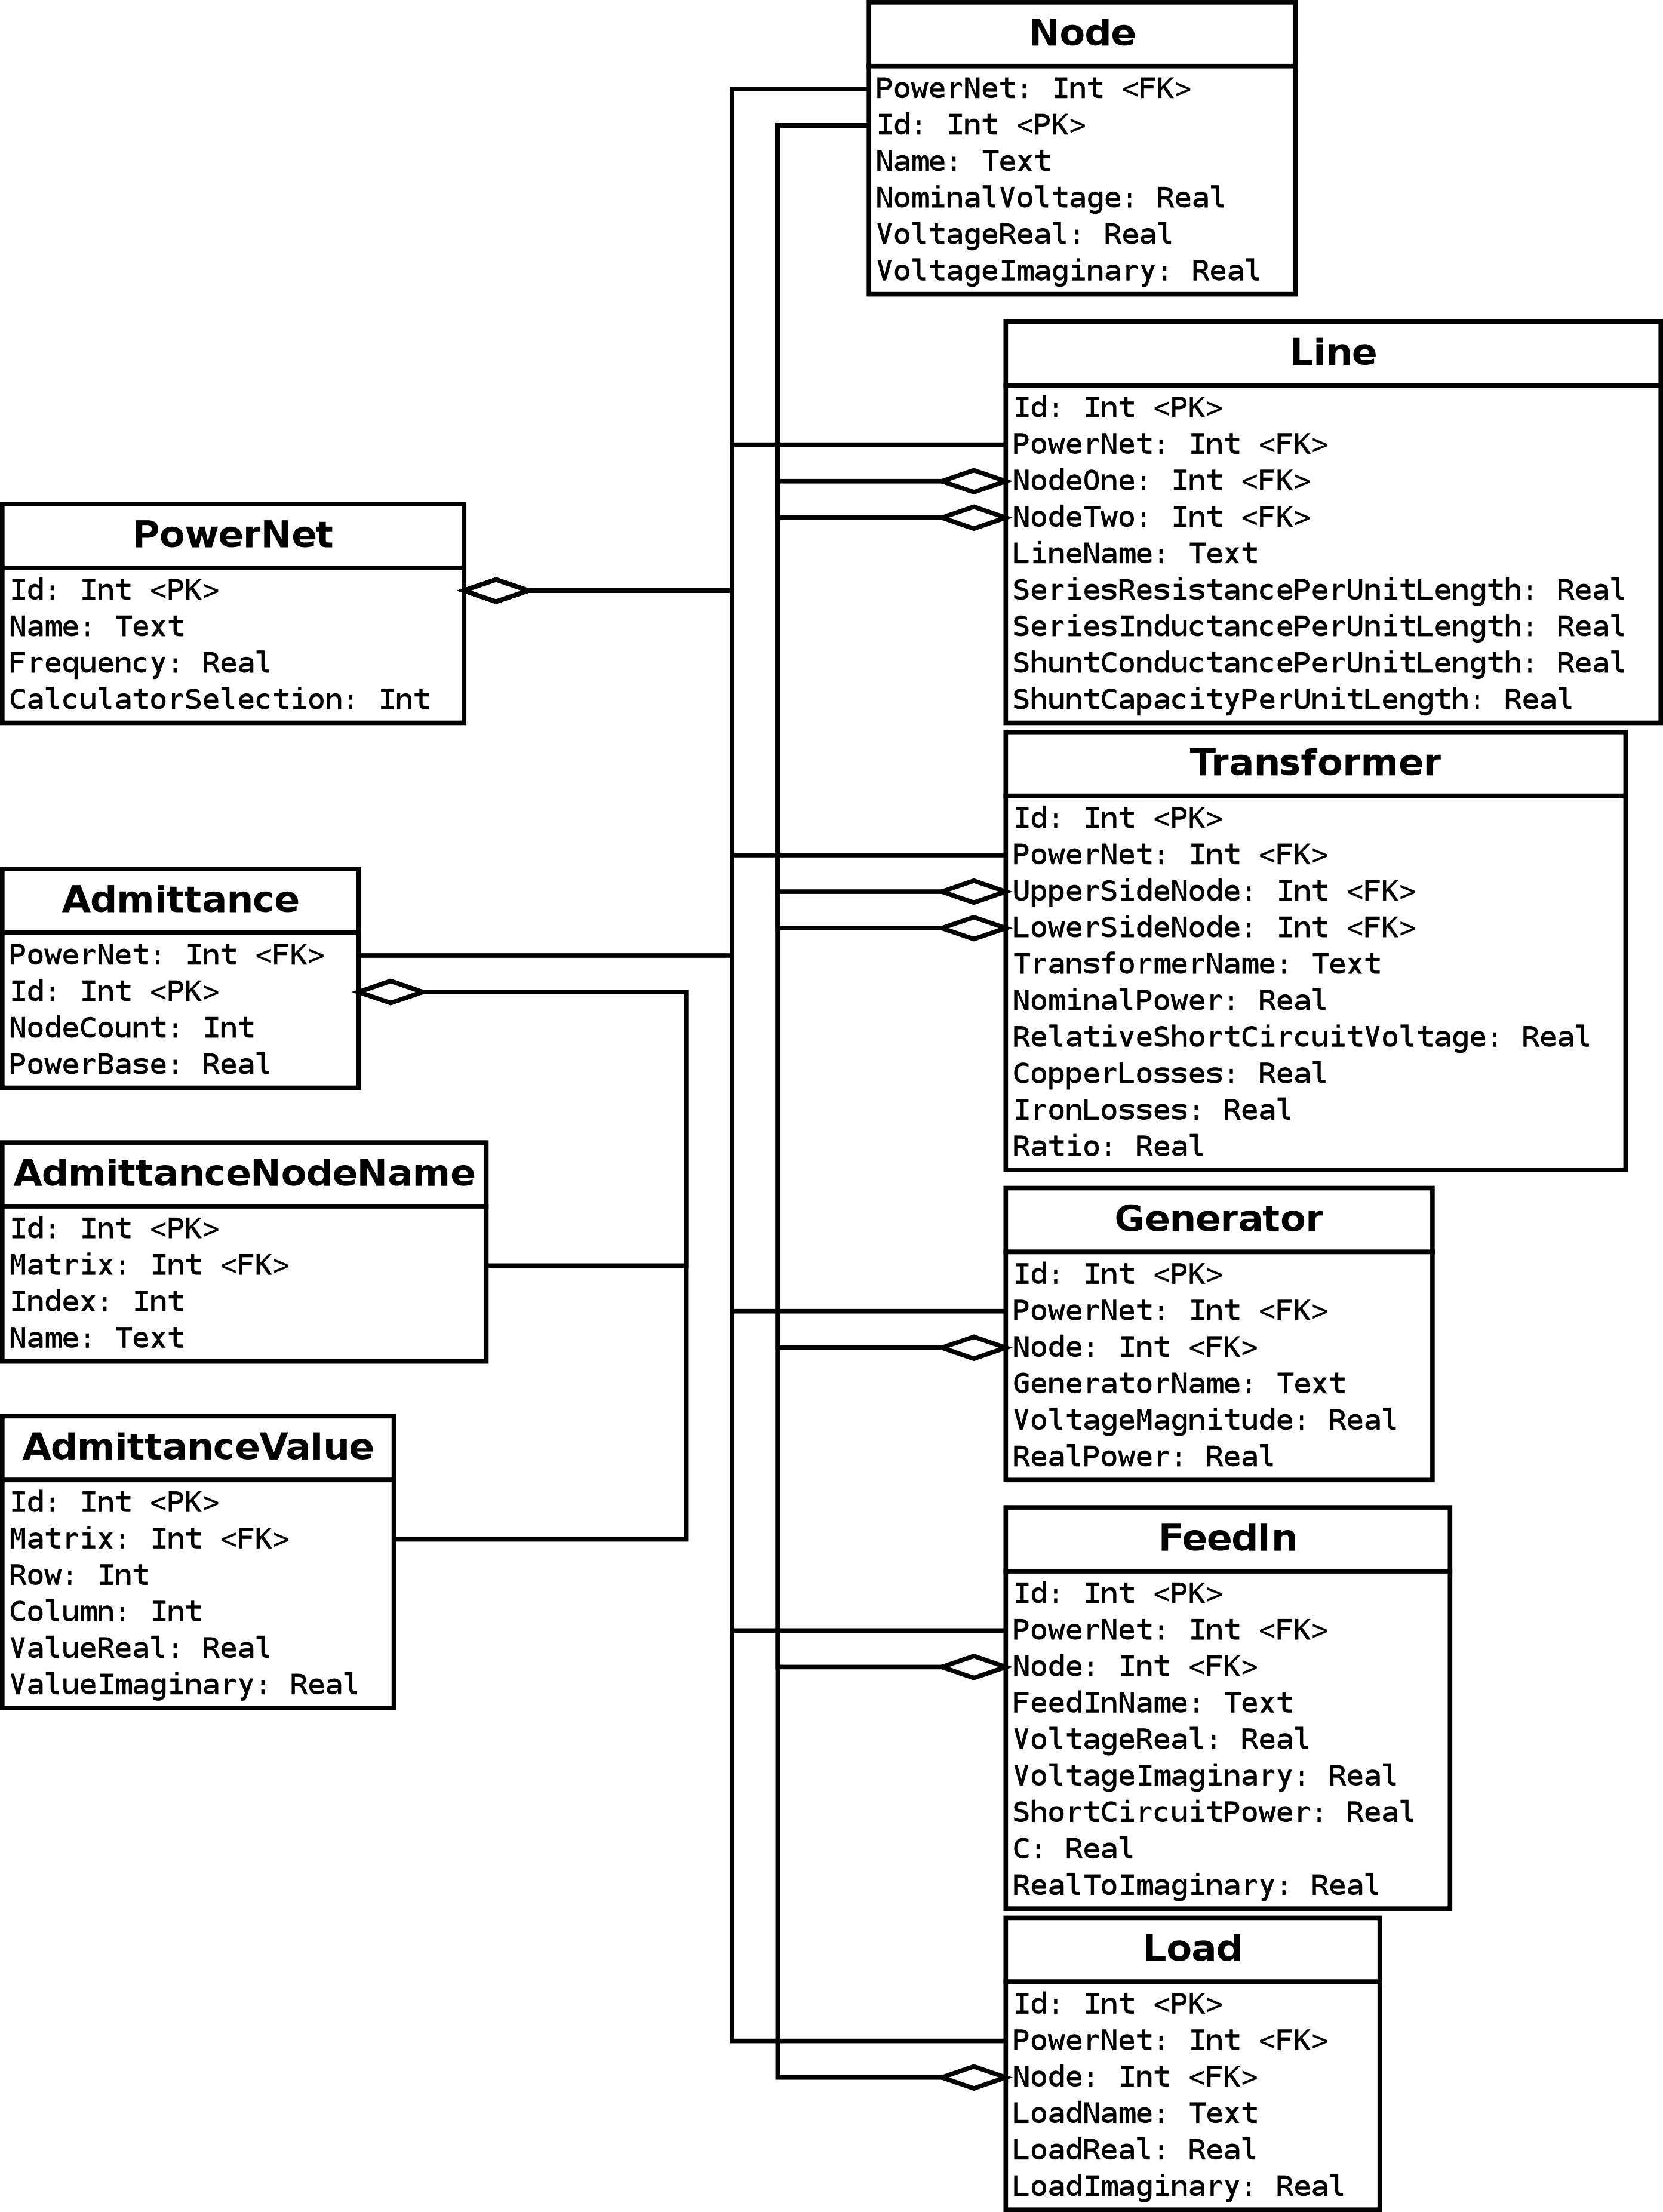 Node
PowerNet: Int <FK>
Id: Int <PK>
Name: Text
NominalVoltage: Real
VoltageReal: Real
VoltageImaginary: Real
Line
Id: Int <PK>
PowerNet: Int <FK>
NodeOne: Int <FK>
NodeTwo: Int <FK>
LineName: Text
SeriesResistancePerUnitLength: Real
SeriesInductancePerUnitLength: Real
ShuntConductancePerUnitLength: Real
ShuntCapacityPerUnitLength: Real
PowerNet
Id: Int <PK>
Name: Text
Frequency: Real
CalculatorSelection: Int
Transformer
Id: Int <PK>
PowerNet: Int <FK>
UpperSideNode: Int <FK>
LowerSideNode: Int <FK>
TransformerName: Text
NominalPower: Real
RelativeShortCircuitVoltage: Real
CopperLosses: Real
IronLosses: Real
Ratio: Real
Admittance
PowerNet: Int <FK>
Id: Int <PK>
NodeCount: Int
PowerBase: Real
AdmittanceNodeName
Id: Int <PK>
Matrix: Int <FK>
Index: Int
Name: Text
Generator
Id: Int <PK>
PowerNet: Int <FK>
Node: Int <FK>
GeneratorName: Text
VoltageMagnitude: Real
RealPower: Real
AdmittanceValue
Id: Int <PK>
Matrix: Int <FK>
Row: Int
Column: Int
ValueReal: Real
ValueImaginary: Real
FeedIn
Id: Int <PK>
PowerNet: Int <FK>
Node: Int <FK>
FeedInName: Text
VoltageReal: Real
VoltageImaginary: Real
ShortCircuitPower: Real
C: Real
RealToImaginary: Real
Load
Id: Int <PK>
PowerNet: Int <FK>
Node: Int <FK>
LoadName: Text
LoadReal: Real
LoadImaginary: Real